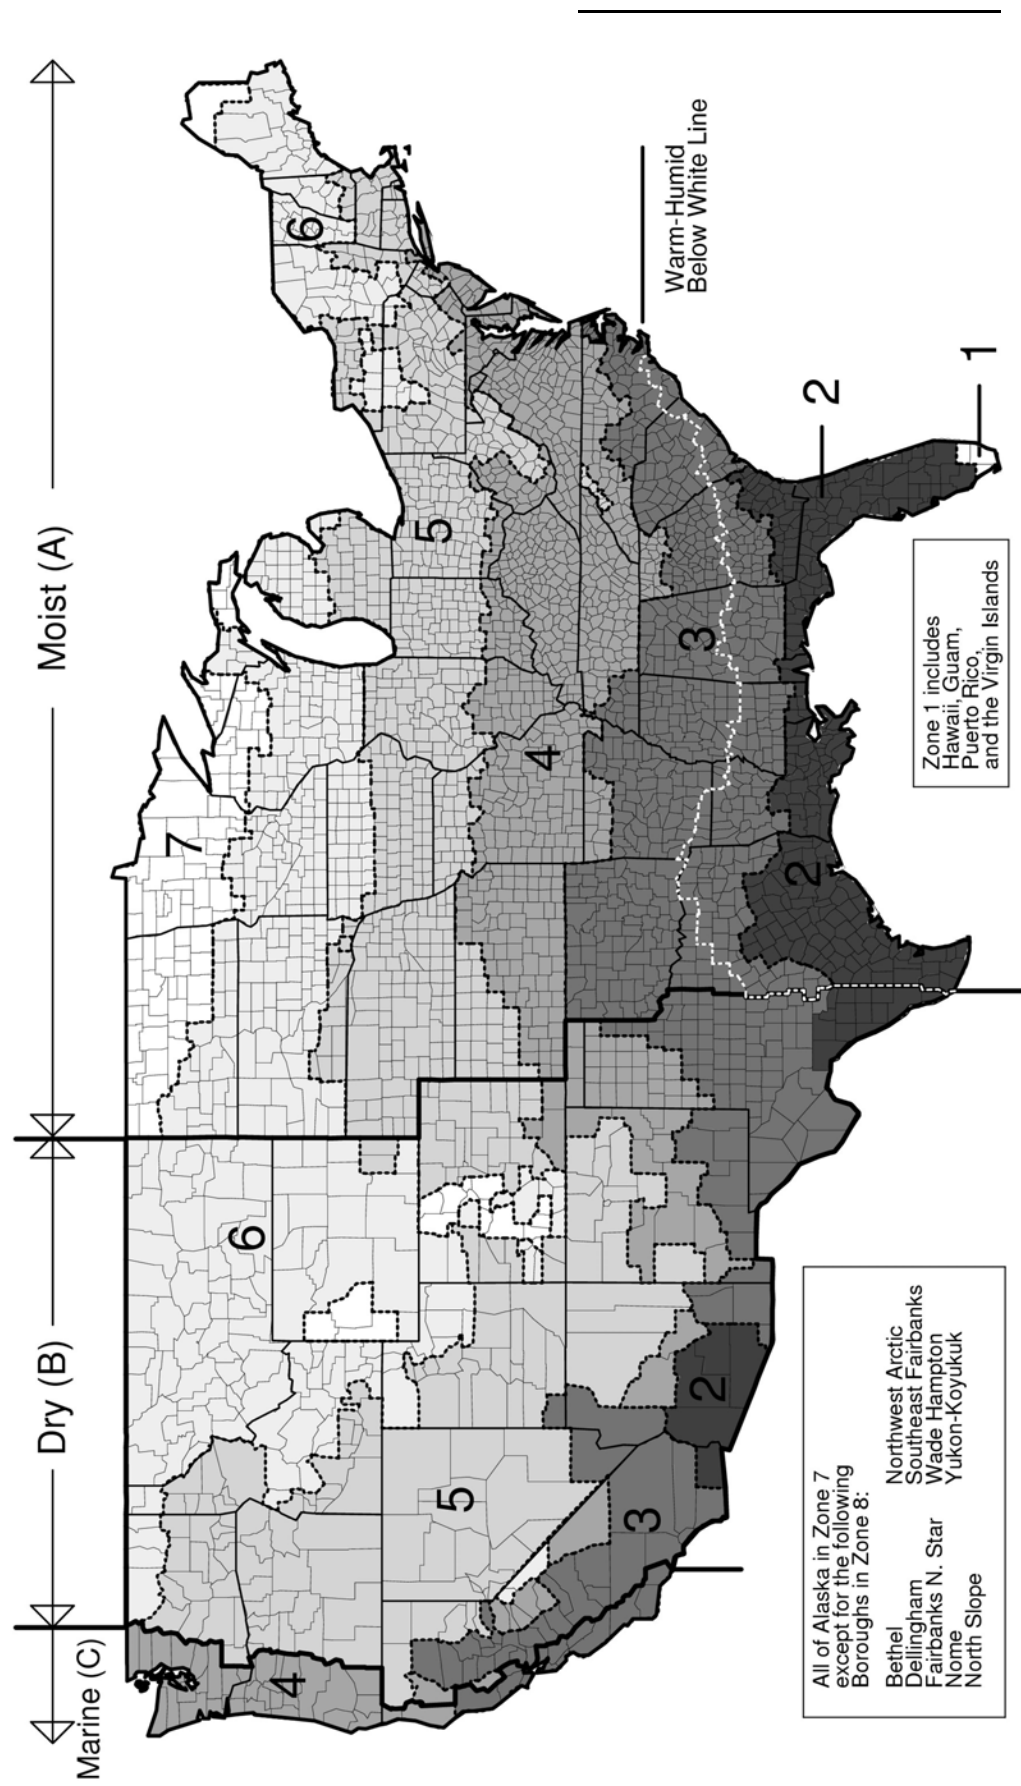 Marine (C)
Dry (B)
Moist (A)
4
5
6
7
6
5
4
3
3
2
2
2
1
Warm-Humid
Below White Line
All of Alaska in Zone 7
except for the following
Boroughs in Zone 8:
Bethel
Dellingham
Fairbanks N. Star
Nome
North Slope
Northwest Arctic
Southeast Fairbanks
Wade Hampton
Yukon-Koyukuk
Zone 1 includes
Hawaii, Guam,
Puerto Rico,
and the Virgin Islands